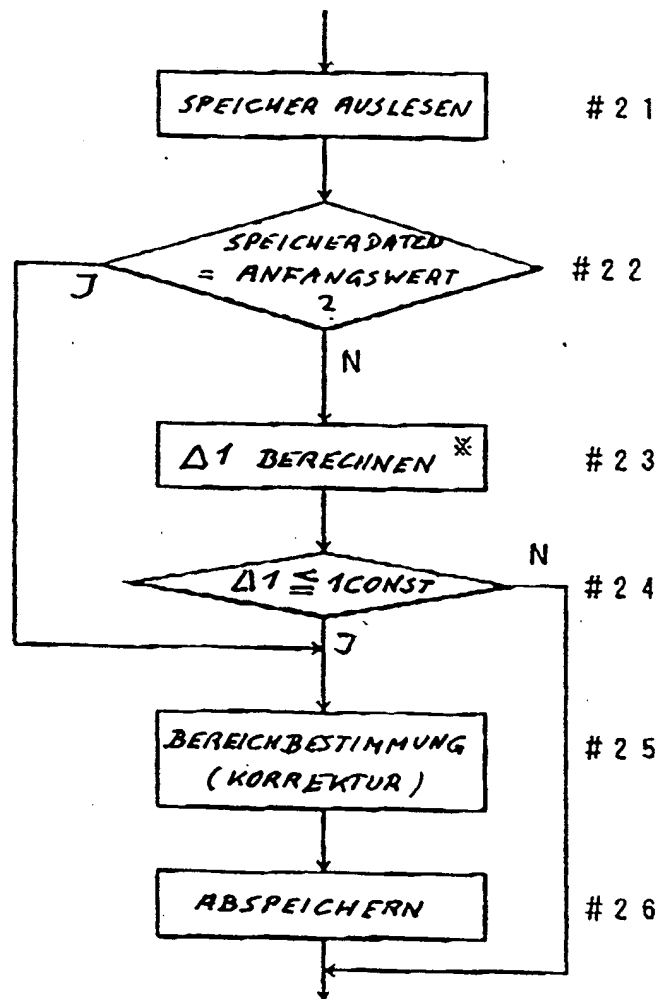 SPEICHER AUSLESEN #21
SPEICHERDATEN
= ANFANGSWERT
?
#22
J
N
Δ1 BERECHNEN ※ #23
N
Δ1 ≦ 1CONST #24
J
BEREICHBESTIMMUNG
(KORREKTUR)
#25
ABSPEICHERN #26